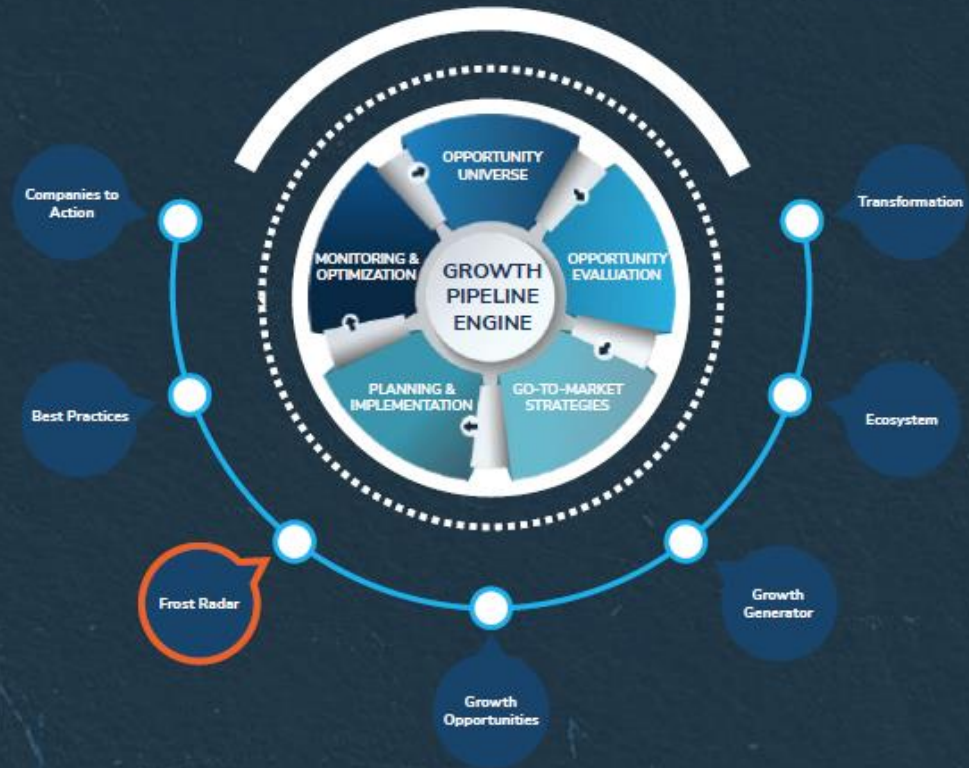 OPPORTUNITY
UNIVERSE
OPPORTUNITY
EVALUATION
GO-TO-MARKET
STRATEGIES
PLANNING &
IMPLEMENTATION
MONITORING &
OPTIMIZATION
GROWTH
PIPELINE
ENGINE
Companies to
Action
Best Practices
Frost Radar
Growth
Opportunities
Growth
Generator
Ecosystem
Transformation